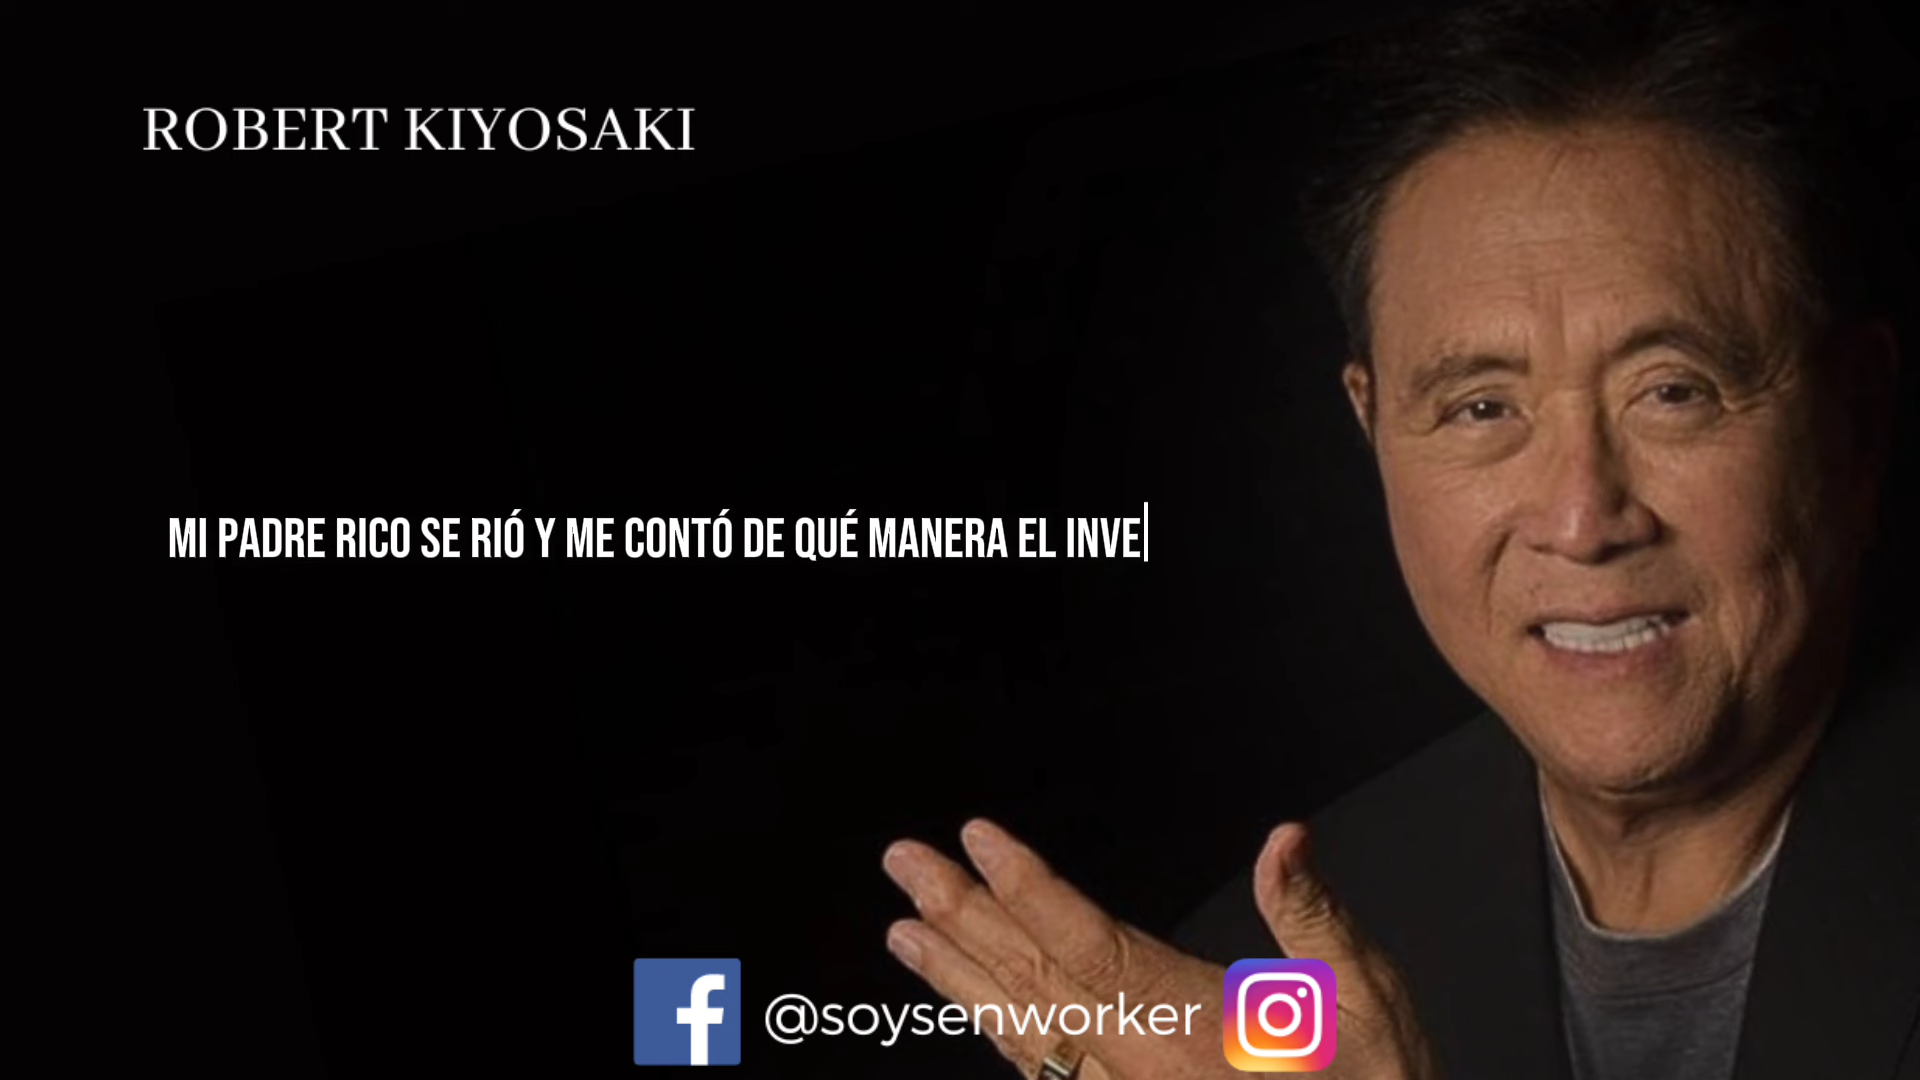 ROBERT KIYOSAKI
MI PADRE RICO SE RIÓ Y ME CONTÓ DE QUÉ MANERA EL INVE
@soysenworker